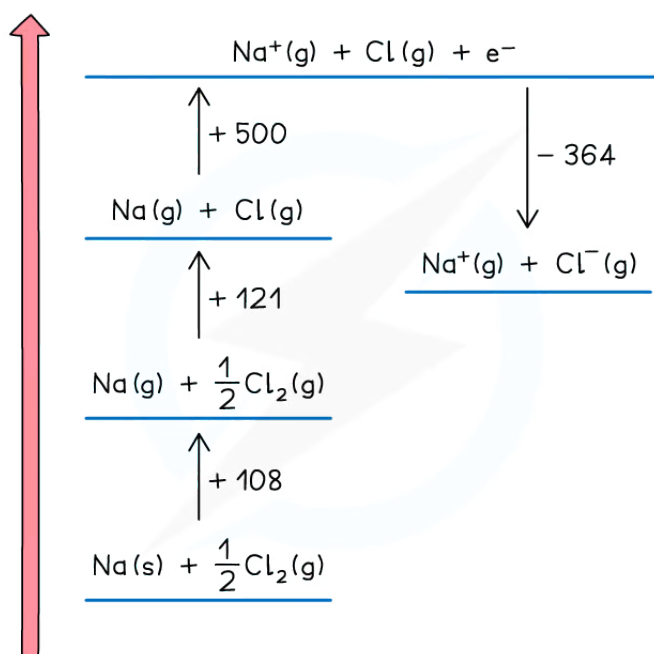 Na⁺(g) + Cl(g) + e⁻
+ 500
− 364
Na(g) + Cl(g)
Na⁺(g) + Cl⁻(g)
+ 121
Na(g) + ½Cl₂(g)
+ 108
Na(s) + ½Cl₂(g)